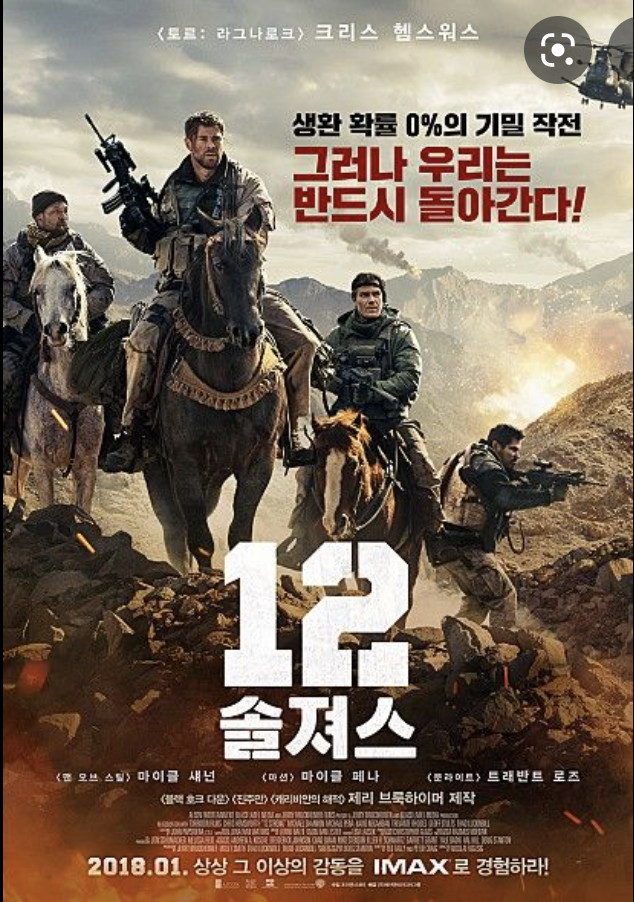 <토르: 라그나로크> 크리스 헴스워스
생환 확률 0%의 기밀 작전
그러나 우리는
반드시 돌아간다!
12
솔져스
<맨 오브 스틸> 마이클 섀넌 <마션> 마이클 페나 <문라이트> 트래반트 로즈
<블랙 호크 다운> <진주만> <캐리비안의 해적> 제리 브룩하이머 제작
2018.01. 상상 그 이상의 감동을 IMAX로 경험하라!